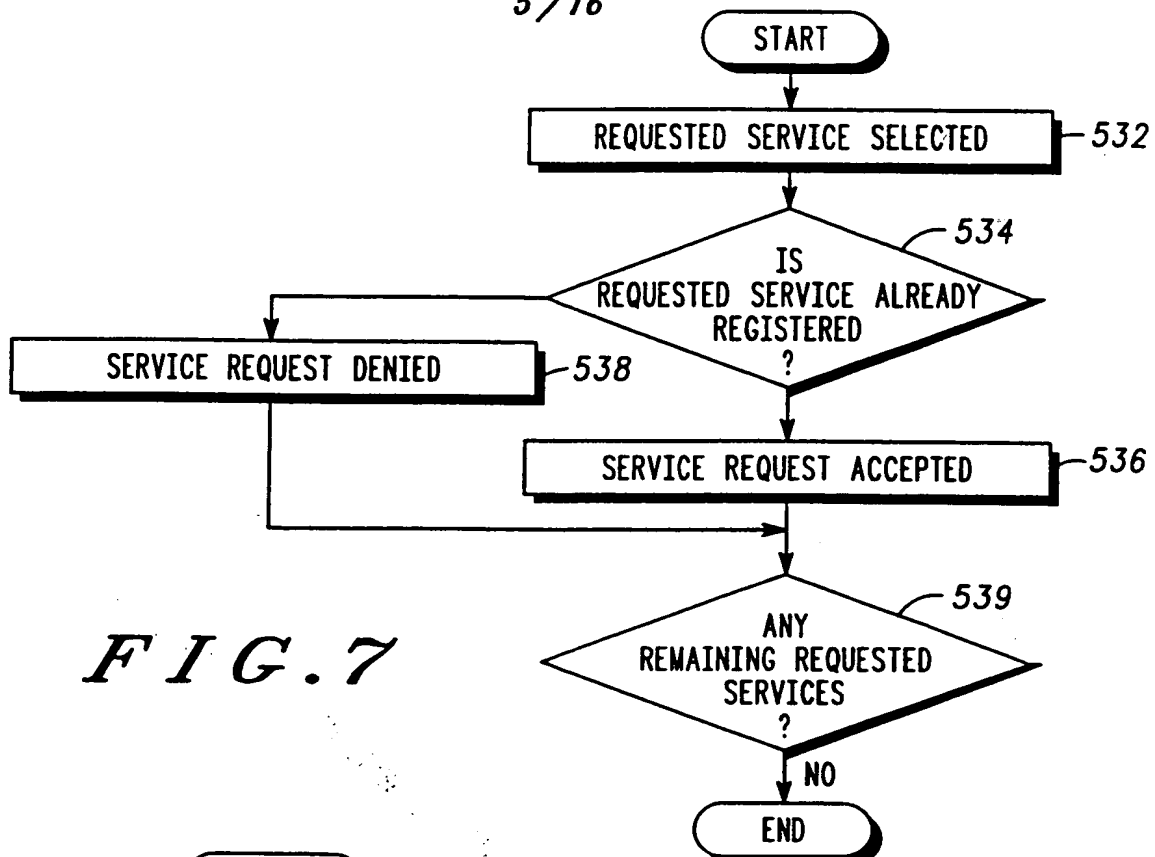 5/16
START
REQUESTED SERVICE SELECTED
532
534
IS
REQUESTED SERVICE ALREADY
REGISTERED
?
SERVICE REQUEST DENIED
538
SERVICE REQUEST ACCEPTED
536
539
ANY
REMAINING REQUESTED
SERVICES
?
FIG.7
NO
END